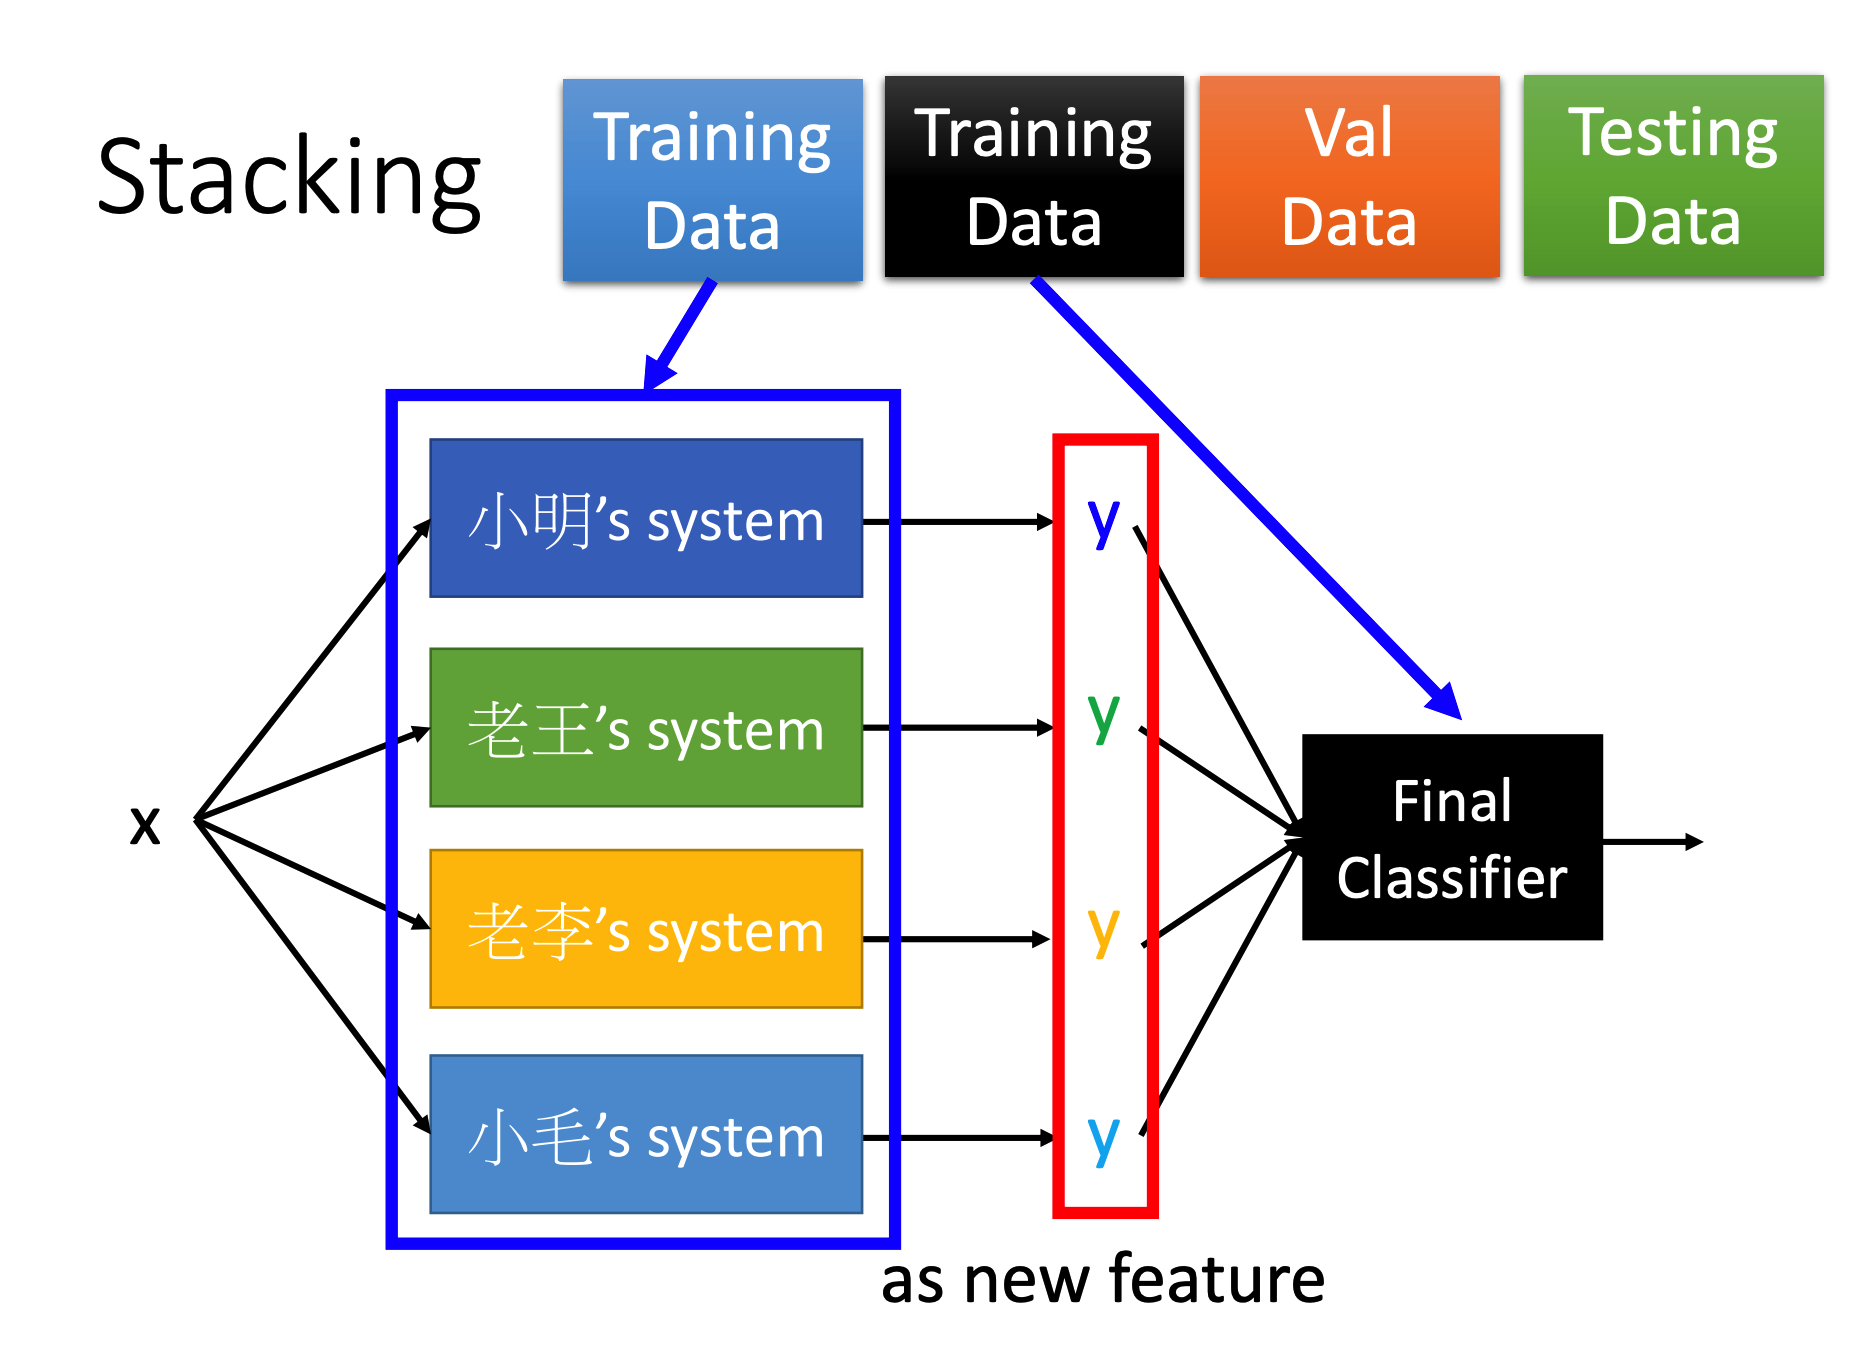 Stacking
Training
Data
Training
Data
Val
Data
Testing
Data
x
小明’s system
老王’s system
老李’s system
小毛’s system
y
y
y
y
as new feature
Final
Classifier